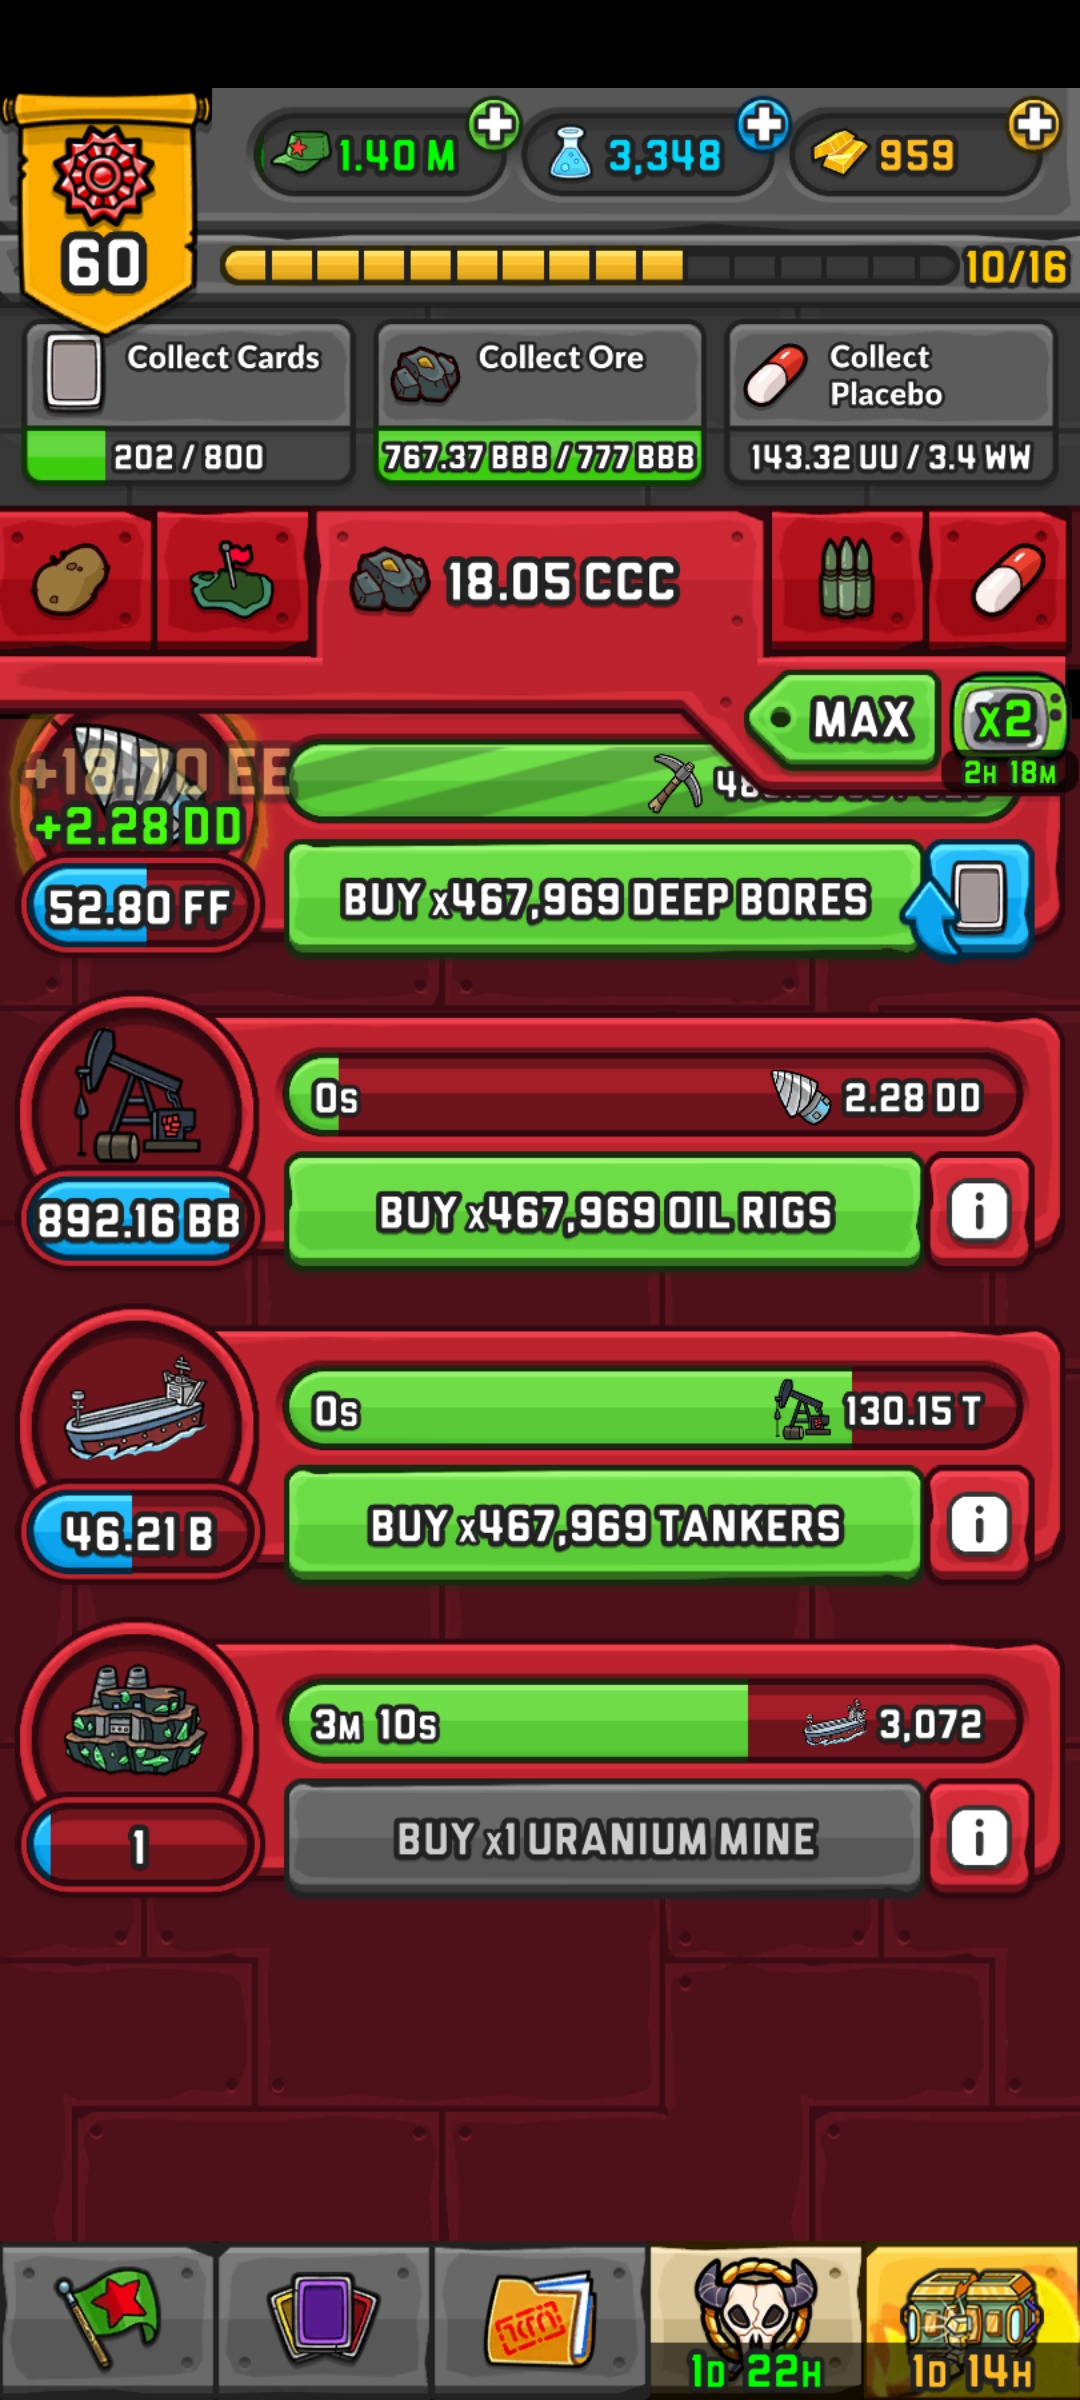 1.40 M
3,348
959
60
10/16
Collect Cards
202 / 800
Collect Ore
767.37 BBB / 777 BBB
Collect
Placebo
143.32 UU / 3.4 WW
18.05 CCC
MAX
x2
2H 18M
+18.70 EE
+2.28 DD
52.80 FF
BUY x467,969 DEEP BORES
0s
2.28 DD
892.16 BB
BUY x467,969 OIL RIGS
i
0s
130.15 T
46.21 B
BUY x467,969 TANKERS
i
3M 10s
3,072
1
BUY x1 URANIUM MINE
i
1D 22H
1D 14H